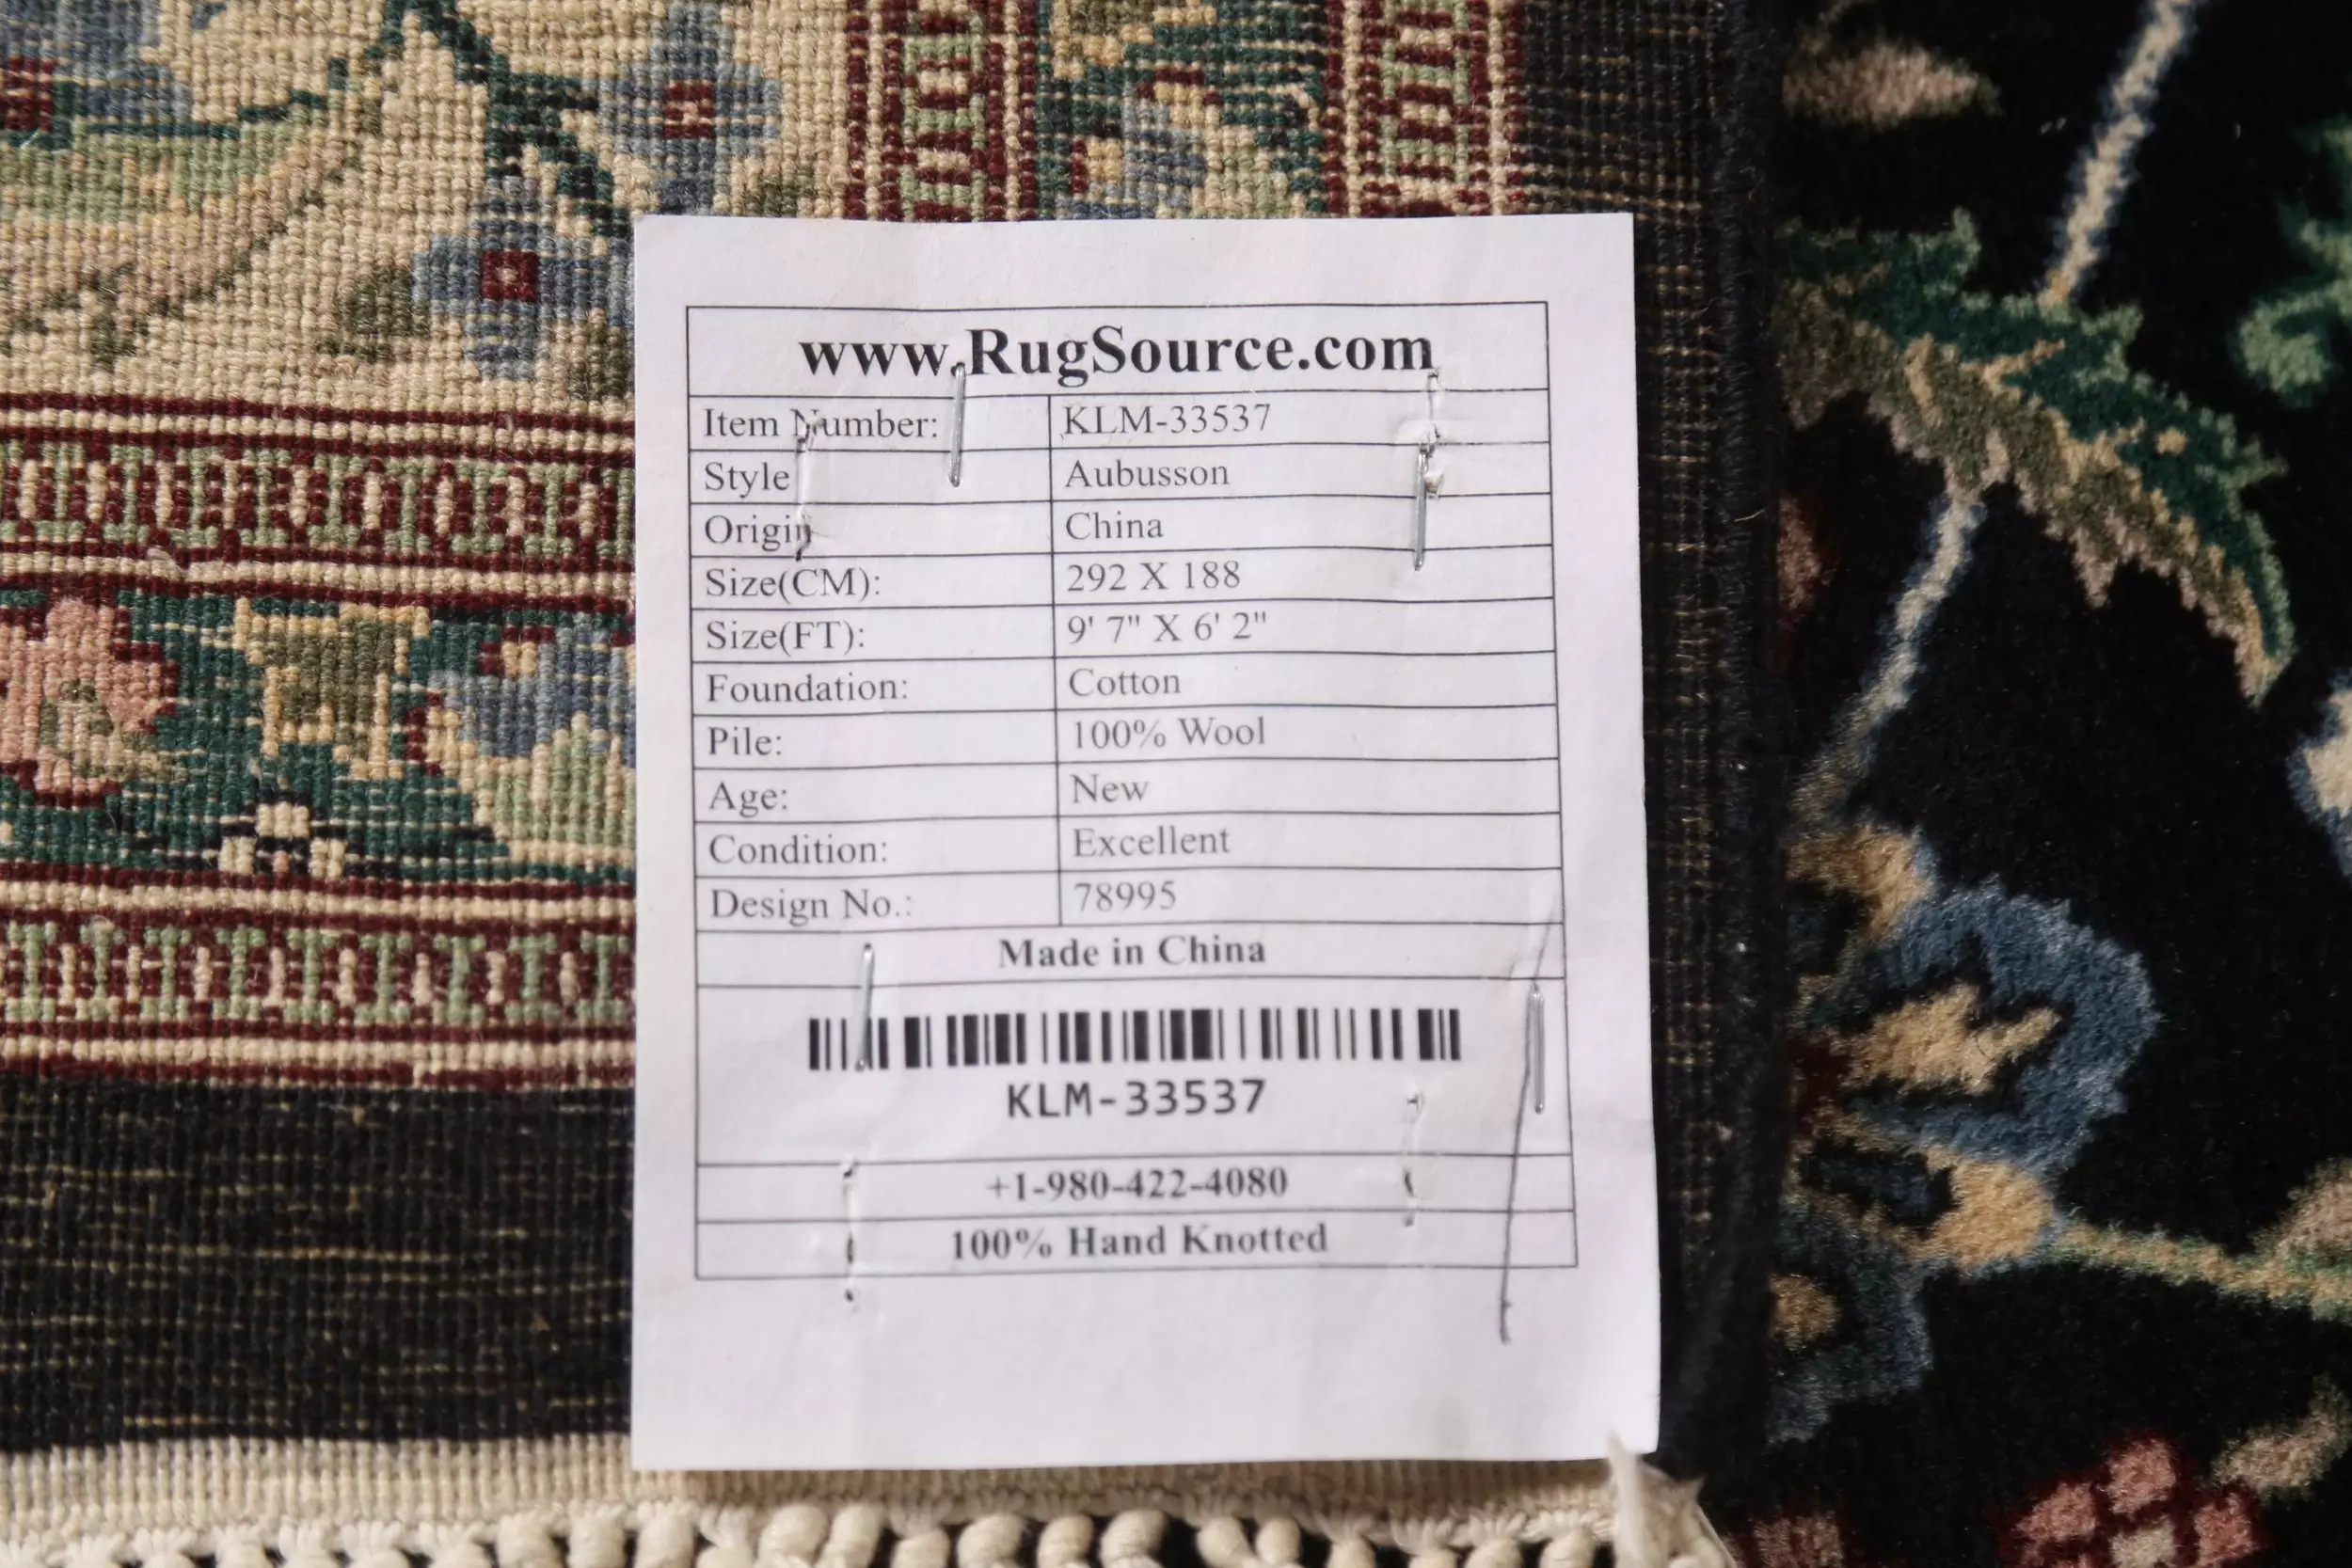 www.RugSource.com
Item Number: KLM-33537
Style Aubusson
Origin China
Size(CM): 292 X 188
Size(FT): 9' 7" X 6' 2"
Foundation: Cotton
Pile: 100% Wool
Age: New
Condition: Excellent
Design No.: 78995
Made in China
KLM-33537
+1-980-422-4080
100% Hand Knotted